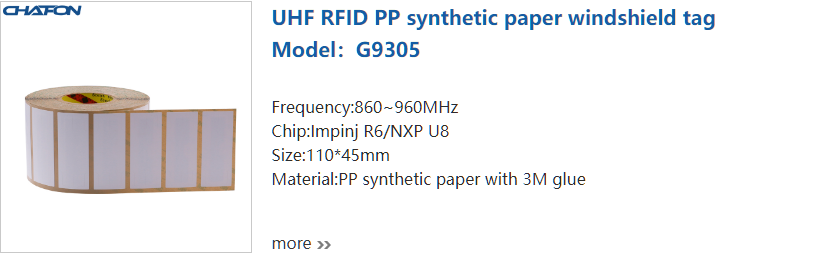 CHAFON
UHF RFID PP synthetic paper windshield tag
Model：G9305
Frequency:860~960MHz
Chip:Impinj R6/NXP U8
Size:110*45mm
Material:PP synthetic paper with 3M glue
more »